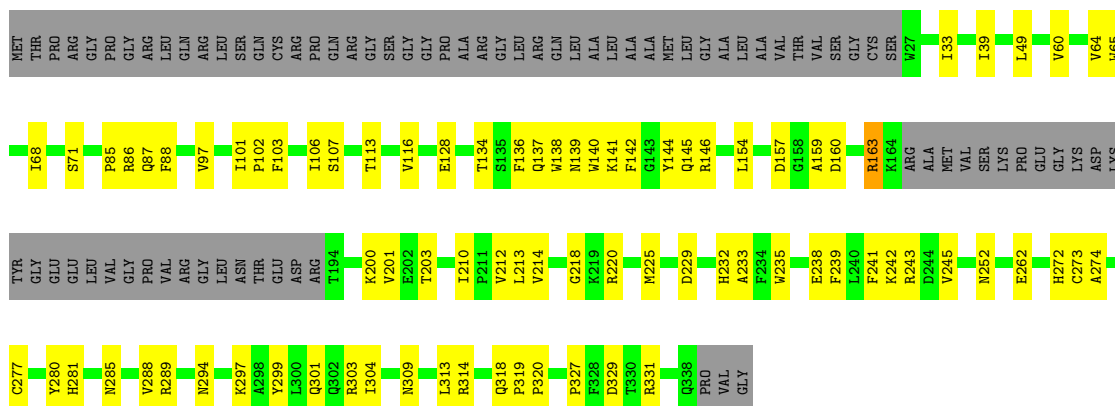 MET THR PRO ARG GLY PRO GLY ARG LEU GLN ARG LEU SER GLN CYS ARG PRO GLN ARG GLY SER GLY GLY PRO ALA ARG GLY LEU ARG GLN LEU ALA LEU ALA ALA MET LEU GLY ALA LEU ALA VAL THR VAL SER GLY CYS SER W27 I33 I39 L49 V60 V64 W65
I68 S71 P85 R86 Q87 F88 V97 I101 P102 F103 I106 S107 T113 V116 E128 T134 S135 F136 Q137 W138 N139 W140 K141 F142 G143 Y144 Q145 R146 L154 D157 G158 A159 D160 R163 K164 ARG ALA MET VAL SER LYS PRO GLU GLY LYS ASP LYS
TYR GLY GLU GLU LEU VAL GLY PRO VAL ARG GLY LEU ASN THR GLU ASP ARG T194 K200 V201 E202 T203 I210 P211 V212 L213 V214 G218 K219 R220 M225 D229 H232 A233 F234 W235 E238 F239 L240 F241 K242 R243 D244 V245 N252 E262 H272 C273 A274
C277 Y280 H281 N285 V288 R289 N294 K297 A298 Y299 L300 Q301 Q302 R303 I304 N309 L313 R314 Q318 P319 P320 P327 F328 D329 T330 R331 Q338 PRO VAL GLY